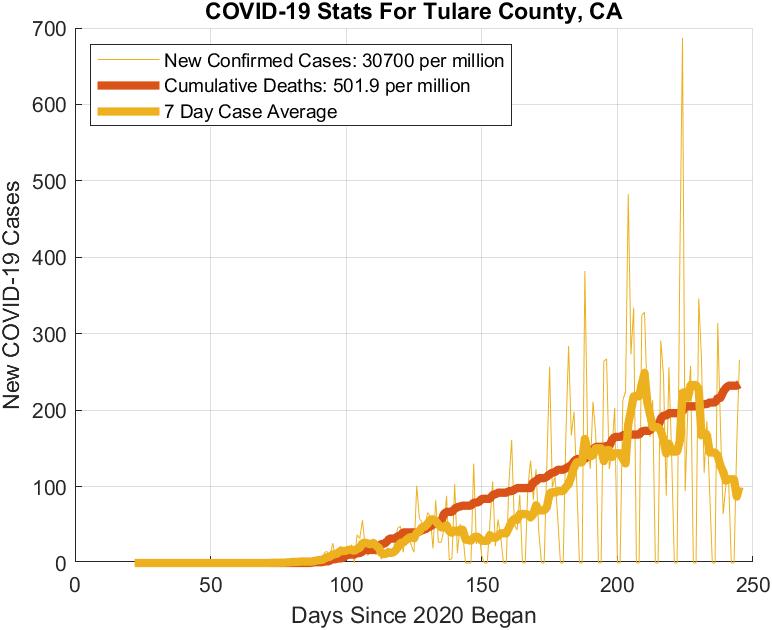 COVID-19 Stats For Tulare County, CA
New Confirmed Cases: 30700 per million
Cumulative Deaths: 501.9 per million
7 Day Case Average
New COVID-19 Cases
700
600
500
400
300
200
100
0
0 50 100 150 200 250
Days Since 2020 Began